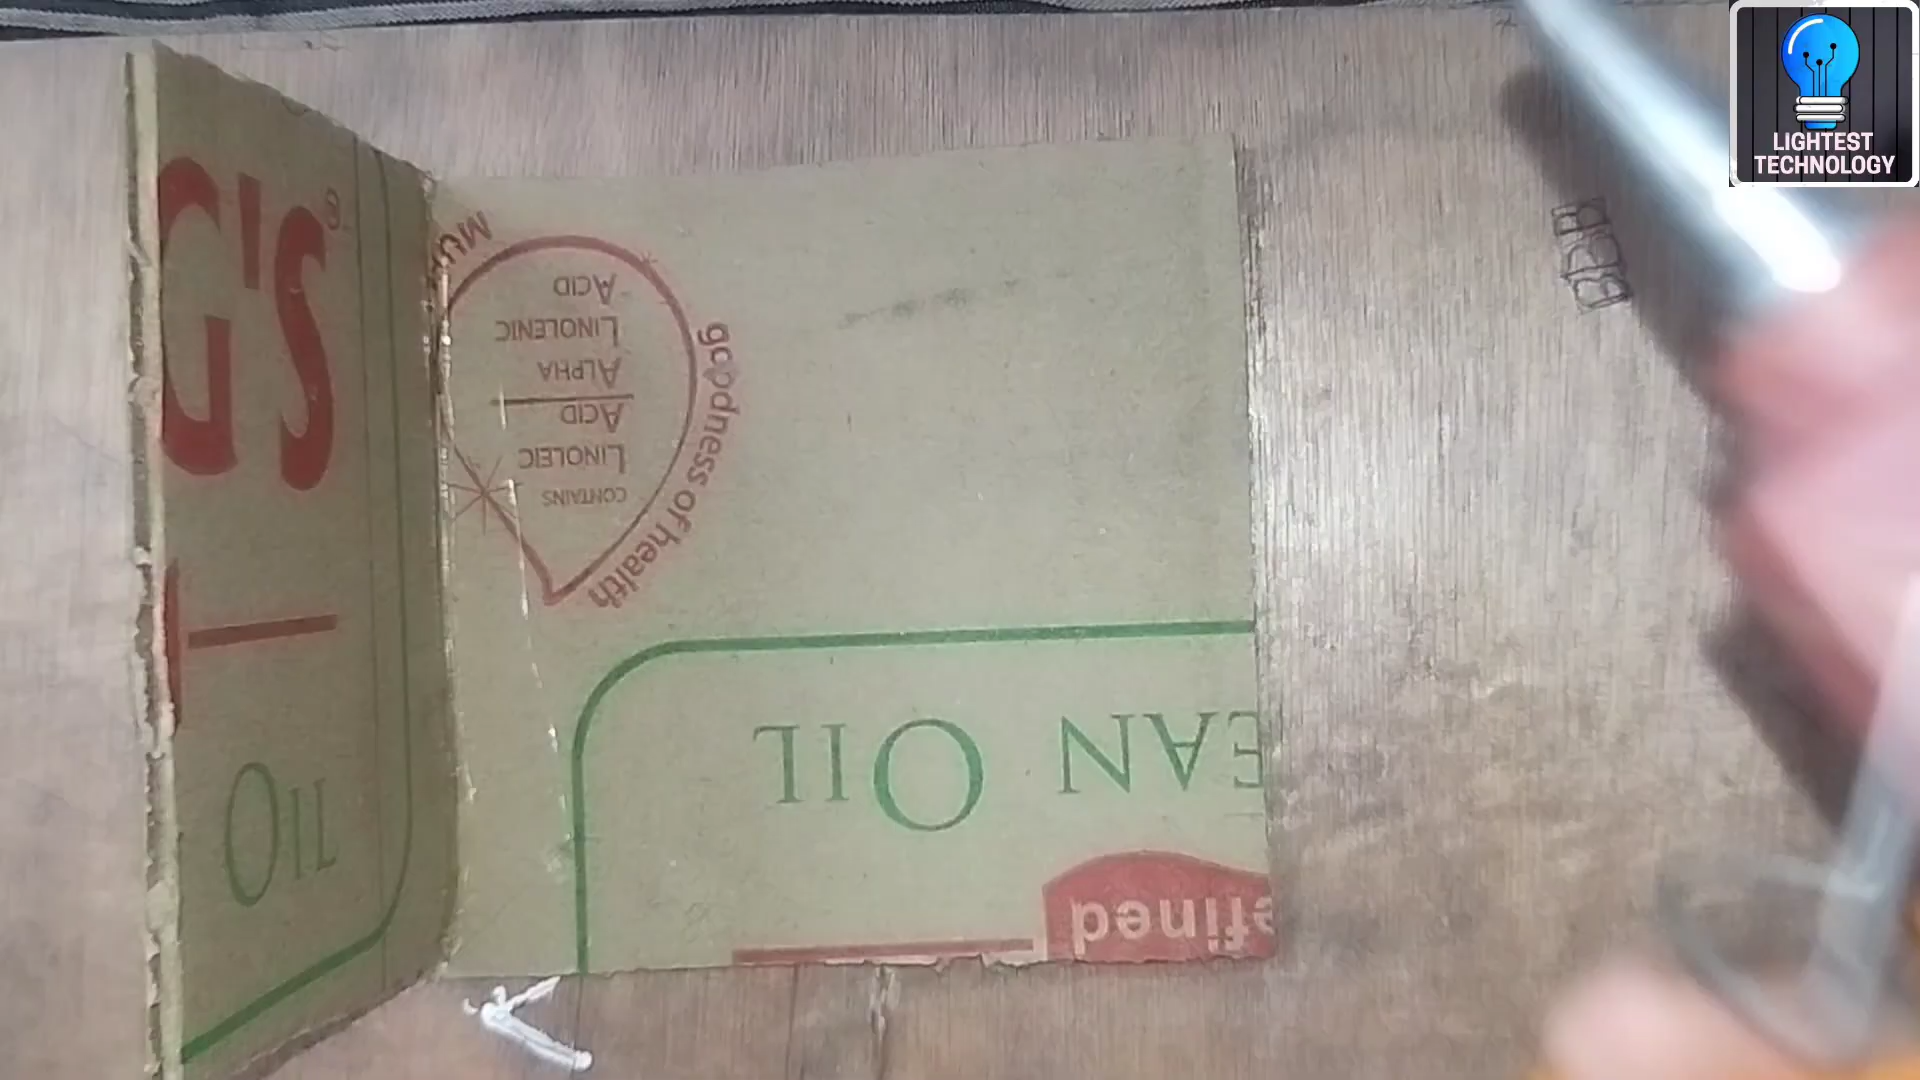 G'S
OIL
MU
goodness of health
CONTAINS
LINOLEIC
ACID
ALPHA
LINOLENIC
ACID
EAN OIL
efined
LIGHTEST
TECHNOLOGY